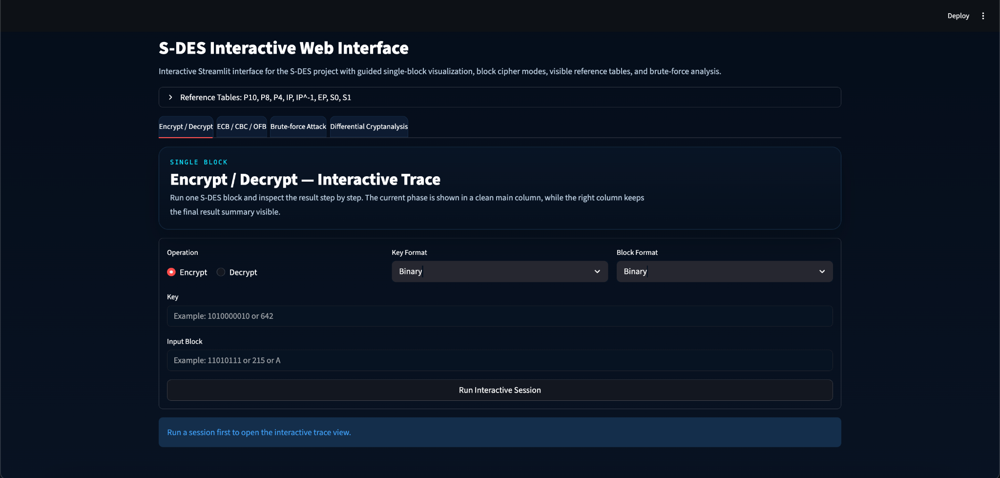 Deploy
S-DES Interactive Web Interface
Interactive Streamlit interface for the S-DES project with guided single-block visualization, block cipher modes, visible reference tables, and brute-force analysis.
Reference Tables: P10, P8, P4, IP, IP^-1, EP, S0, S1
Encrypt / Decrypt ECB / CBC / OFB Brute-force Attack Differential Cryptanalysis
SINGLE BLOCK
Encrypt / Decrypt — Interactive Trace
Run one S-DES block and inspect the result step by step. The current phase is shown in a clean main column, while the right column keeps
the final result summary visible.
Operation Key Format Block Format
Encrypt Decrypt Binary Binary
Key
Example: 1010000010 or 642
Input Block
Example: 11010111 or 215 or A
Run Interactive Session
Run a session first to open the interactive trace view.